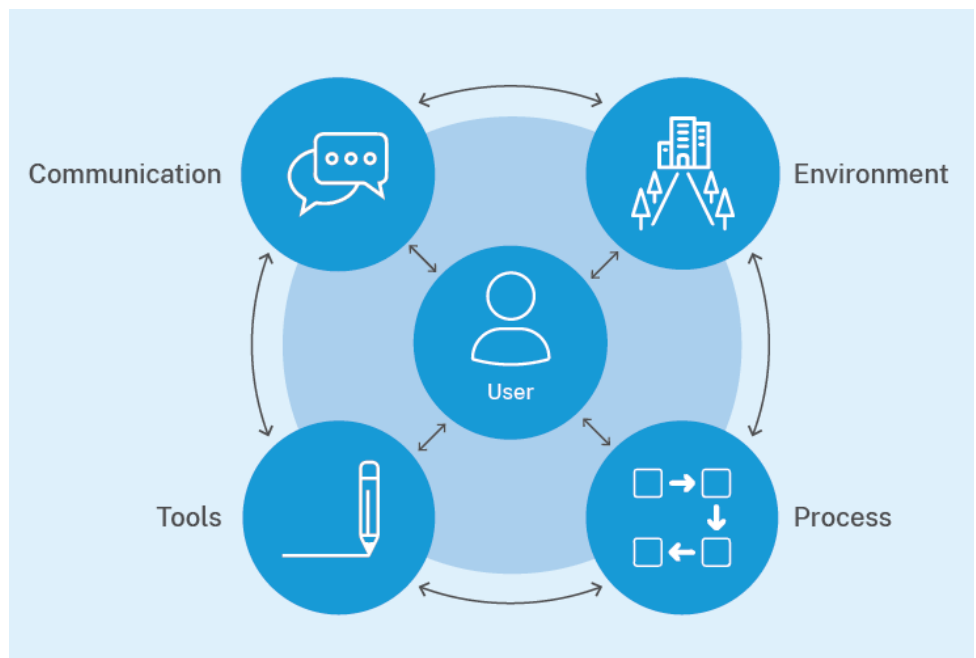 Communication
Environment
User
Tools
Process